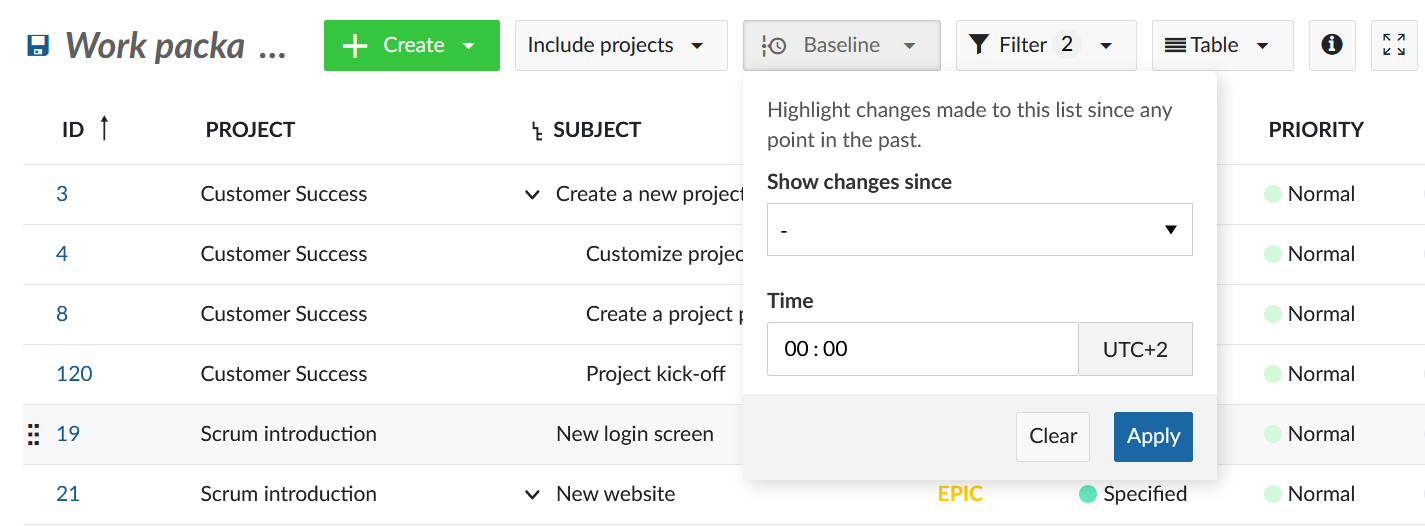 Work packa ...
Create
Include projects
Baseline
Filter 2
Table
Highlight changes made to this list since any
point in the past.
Show changes since
-
Time
00 : 00 UTC+2
Clear Apply
ID PROJECT SUBJECT PRIORITY
3 Customer Success Create a new project Normal
4 Customer Success Customize projec Normal
8 Customer Success Create a project p Normal
120 Customer Success Project kick-off Normal
19 Scrum introduction New login screen Normal
21 Scrum introduction New website EPIC Specified Normal